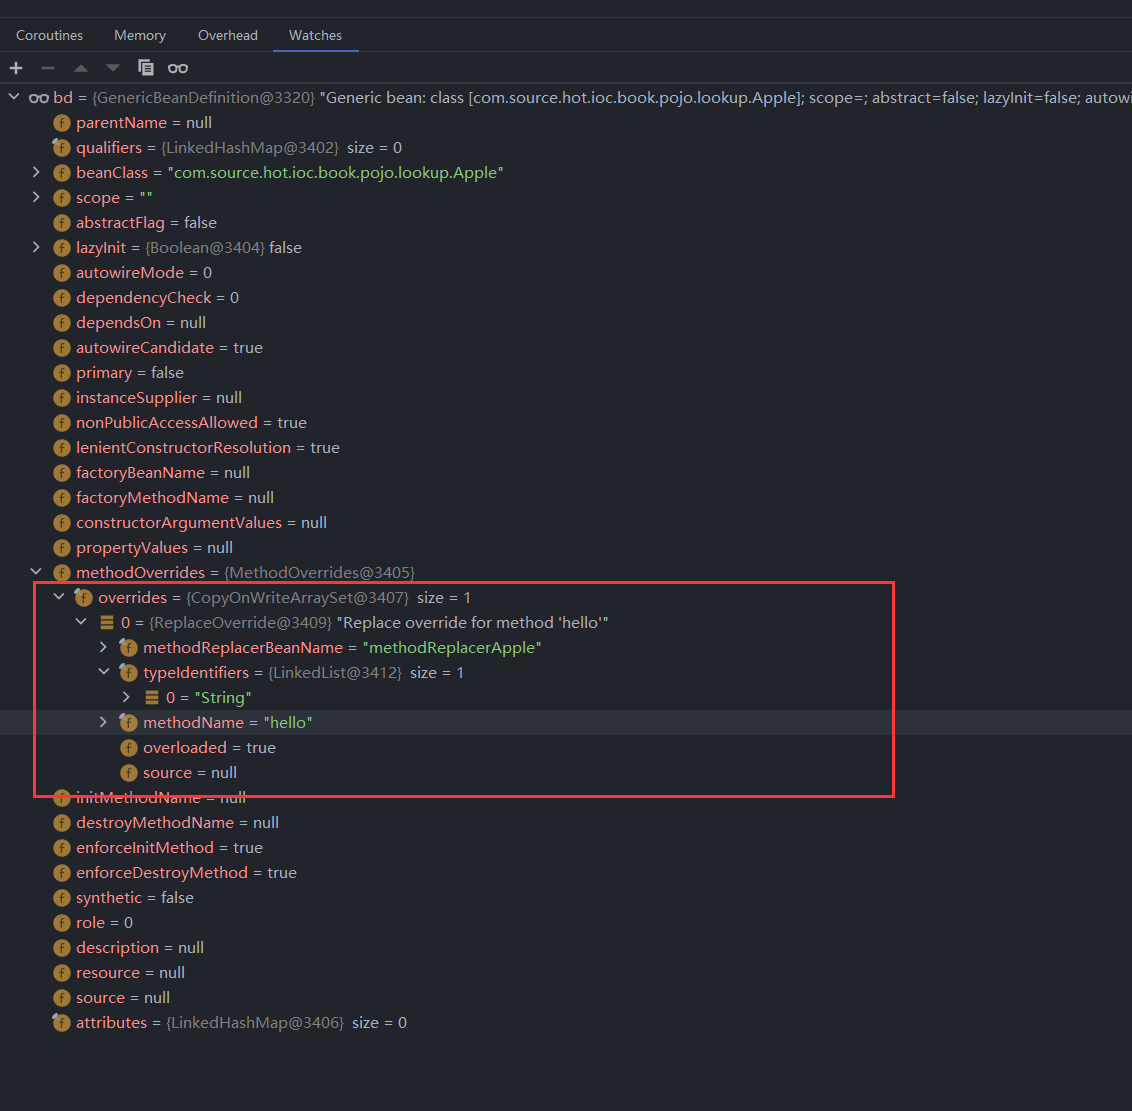 Coroutines Memory Overhead Watches
bd = {GenericBeanDefinition@3320} "Generic bean: class [com.source.hot.ioc.book.pojo.lookup.Apple]; scope=; abstract=false; lazyInit=false; autowi
f parentName = null
f qualifiers = {LinkedHashMap@3402} size = 0
f beanClass = "com.source.hot.ioc.book.pojo.lookup.Apple"
f scope = ""
f abstractFlag = false
f lazyInit = {Boolean@3404} false
f autowireMode = 0
f dependencyCheck = 0
f dependsOn = null
f autowireCandidate = true
f primary = false
f instanceSupplier = null
f nonPublicAccessAllowed = true
f lenientConstructorResolution = true
f factoryBeanName = null
f factoryMethodName = null
f constructorArgumentValues = null
f propertyValues = null
f methodOverrides = {MethodOverrides@3405}
f overrides = {CopyOnWriteArraySet@3407} size = 1
0 = {ReplaceOverride@3409} "Replace override for method 'hello'"
f methodReplacerBeanName = "methodReplacerApple"
f typeIdentifiers = {LinkedList@3412} size = 1
0 = "String"
f methodName = "hello"
f overloaded = true
f source = null
f initMethodName = null
f destroyMethodName = null
f enforceInitMethod = true
f enforceDestroyMethod = true
f synthetic = false
f role = 0
f description = null
f resource = null
f source = null
f attributes = {LinkedHashMap@3406} size = 0